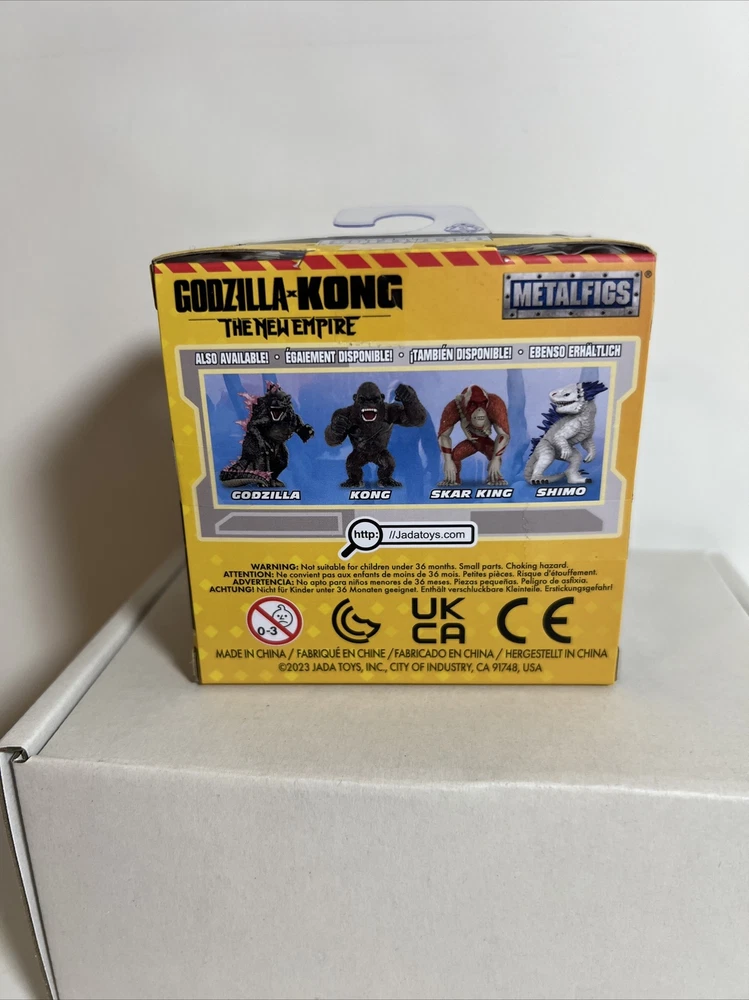 GODZILLA x KONG
THE NEW EMPIRE
METALFIGS®
ALSO AVAILABLE! • ÉGAIEMENT DISPONIBLE! • ¡TAMBIÉN DISPONIBLE! • EBENSO ERHÄLTLICH
GODZILLA KONG SKAR KING SHIMO
http: //Jadatoys.com
WARNING: Not suitable for children under 36 months. Small parts. Choking hazard.
ATTENTION: Ne convient pas aux enfants de moins de 36 mois. Petites pièces. Risque d'étouffement.
ADVERTENCIA: No apto para niños menores de 36 meses. Piezas pequeñas. Peligro de asfixia.
ACHTUNG! Nicht für Kinder unter 36 Monaten geeignet. Enthält verschluckbare Kleinteile. Erstickungsgefahr!
0-3
UK
CA
CE
MADE IN CHINA / FABRIQUÉ EN CHINE / FABRICADO EN CHINA / HERGESTELLT IN CHINA
©2023 JADA TOYS, INC., CITY OF INDUSTRY, CA 91748, USA